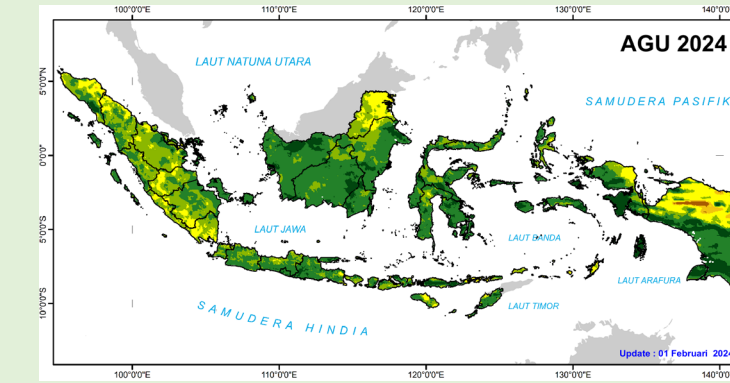 100°0'0"E 110°0'0"E 120°0'0"E 130°0'0"E 140°0'
AGU 2024
LAUT NATUNA UTARA
5°0'0"N
SAMUDERA PASIFIK
0°0'0"
5°0'0"S
LAUT JAWA
LAUT BANDA
LAUT ARAFURA
10°0'0"S
SAMUDERA HINDIA
LAUT TIMOR
Update : 01 Februari 2024
100°0'0"E 110°0'0"E 120°0'0"E 130°0'0"E 140°0'